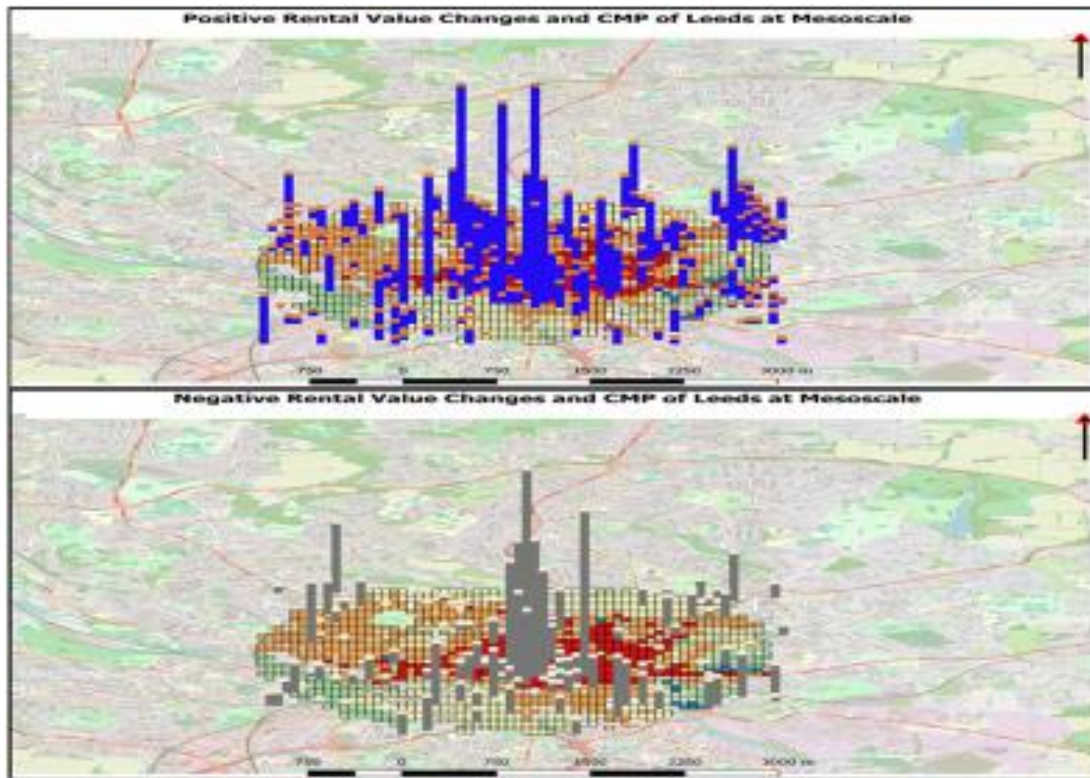 Positive Rental Value Changes and CMP of Leeds at Mesoscale
750 0 750 1500 2250 3000 m
Negative Rental Value Changes and CMP of Leeds at Mesoscale
750 0 750 1500 2250 3000 m